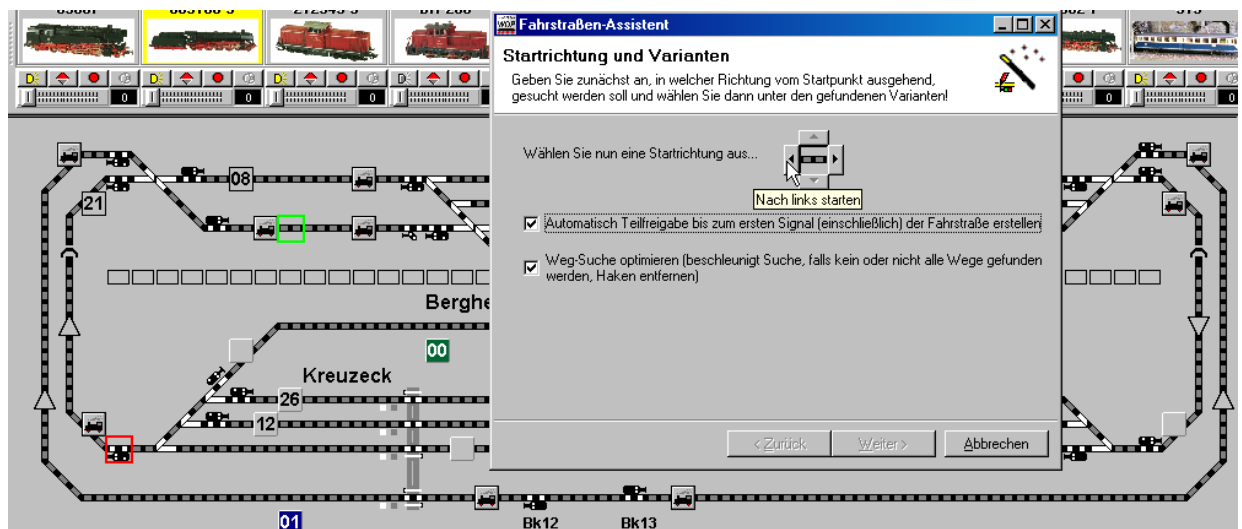 Fahrstraßen-Assistent
Startrichtung und Varianten
Geben Sie zunächst an, in welcher Richtung vom Startpunkt ausgehend,
gesucht werden soll und wählen Sie dann unter den gefundenen Varianten!
0
0
0
0
0
Wählen Sie nun eine Startrichtung aus...
Nach links starten
08
21
Automatisch Teilfreigabe bis zum ersten Signal (einschließlich) der Fahrstraße erstellen
Weg-Suche optimieren (beschleunigt Suche, falls kein oder nicht alle Wege gefunden
werden, Haken entfernen)
Berghe
00
Kreuzeck
26
12
< Zurück
Weiter >
Abbrechen
01
Bk12
Bk13